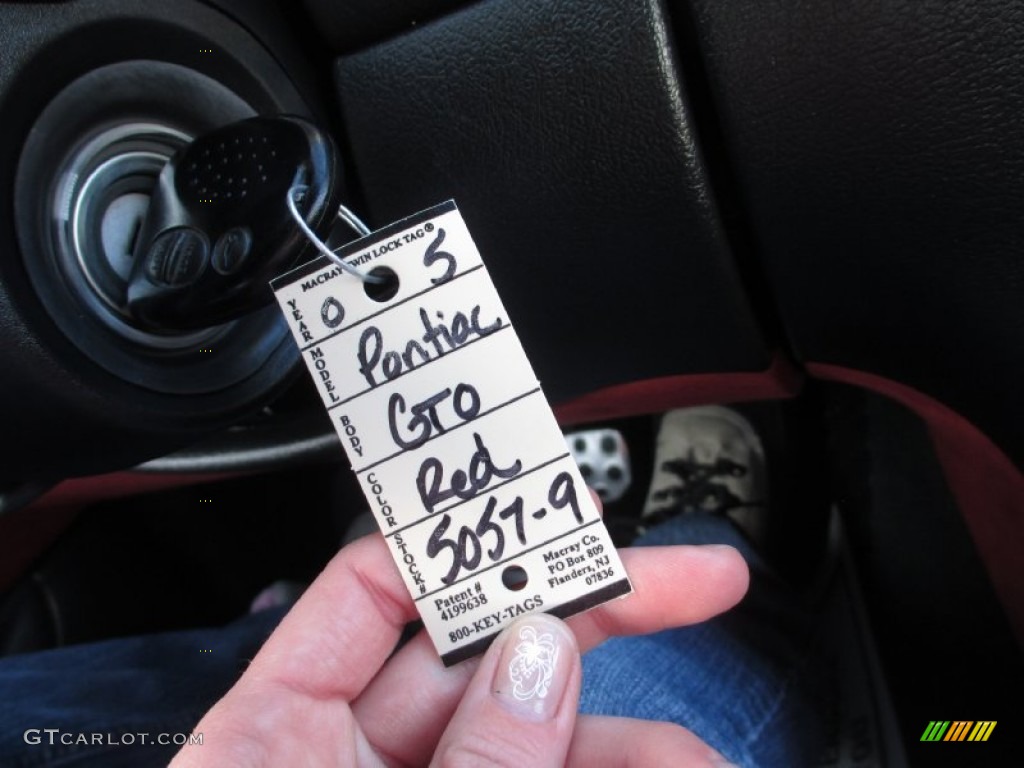 MACRAY TWIN LOCK TAG®
YEAR 0 5
MODEL Pontiac
BODY GTO
COLOR Red
STOCK# 5057-9
Patent #
4199638
Macray Co.
PO Box 809
Flanders, NJ
07836
800-KEY-TAGS
GTCARLOT.COM